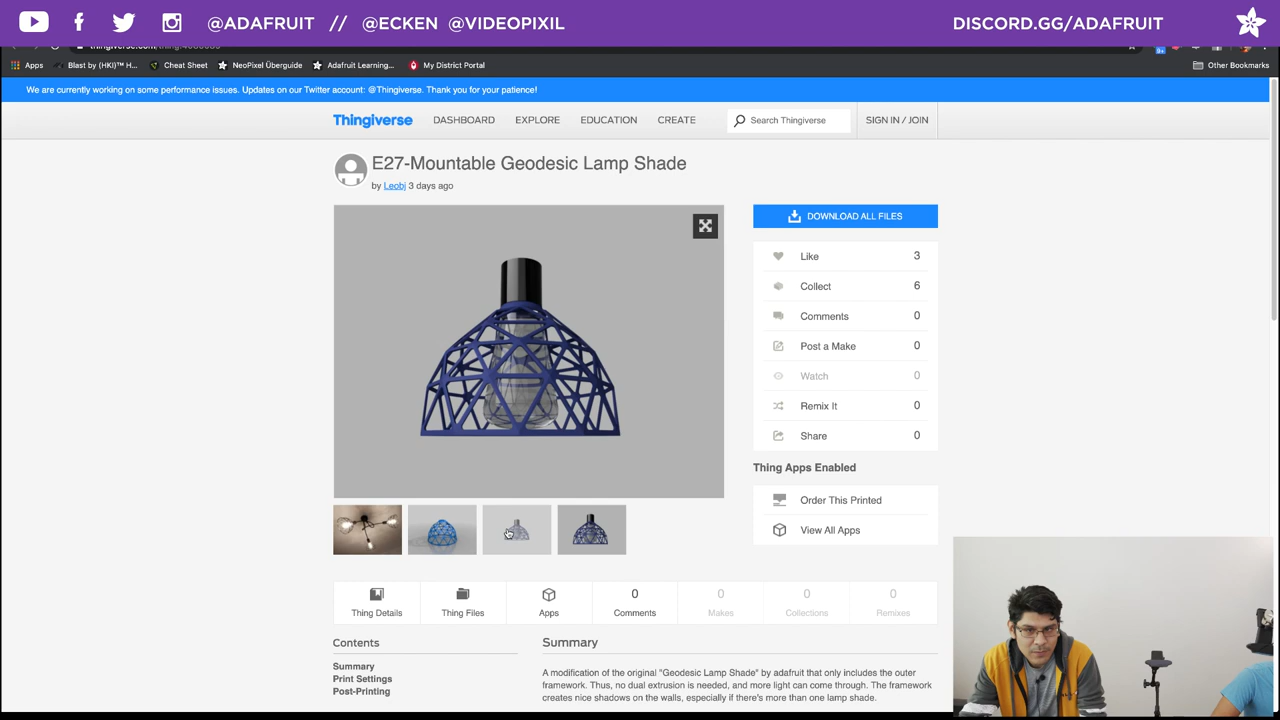 @ADAFRUIT // @ECKEN @VIDEOPIXIL
DISCORD.GG/ADAFRUIT
Apps
Blast by (HKI)™ H...
Cheat Sheet
NeoPixel Überguide
Adafruit Learning...
My District Portal
Other Bookmarks
We are currently working on some performance issues. Updates on our Twitter account: @Thingiverse. Thank you for your patience!
Thingiverse
DASHBOARD
EXPLORE
EDUCATION
CREATE
Search Thingiverse
SIGN IN / JOIN
E27-Mountable Geodesic Lamp Shade
by Leobj 3 days ago
DOWNLOAD ALL FILES
Like 3
Collect 6
Comments 0
Post a Make 0
Watch 0
Remix It 0
Share 0
Thing Apps Enabled
Order This Printed
View All Apps
Thing Details
Thing Files
Apps
0
Comments
0
Makes
0
Collections
0
Remixes
Contents
Summary
Print Settings
Post-Printing
Summary
A modification of the original "Geodesic Lamp Shade" by adafruit that only includes the outer
framework. Thus, no dual extrusion is needed, and more light can come through. The framework
creates nice shadows on the walls, especially if there's more than one lamp shade.